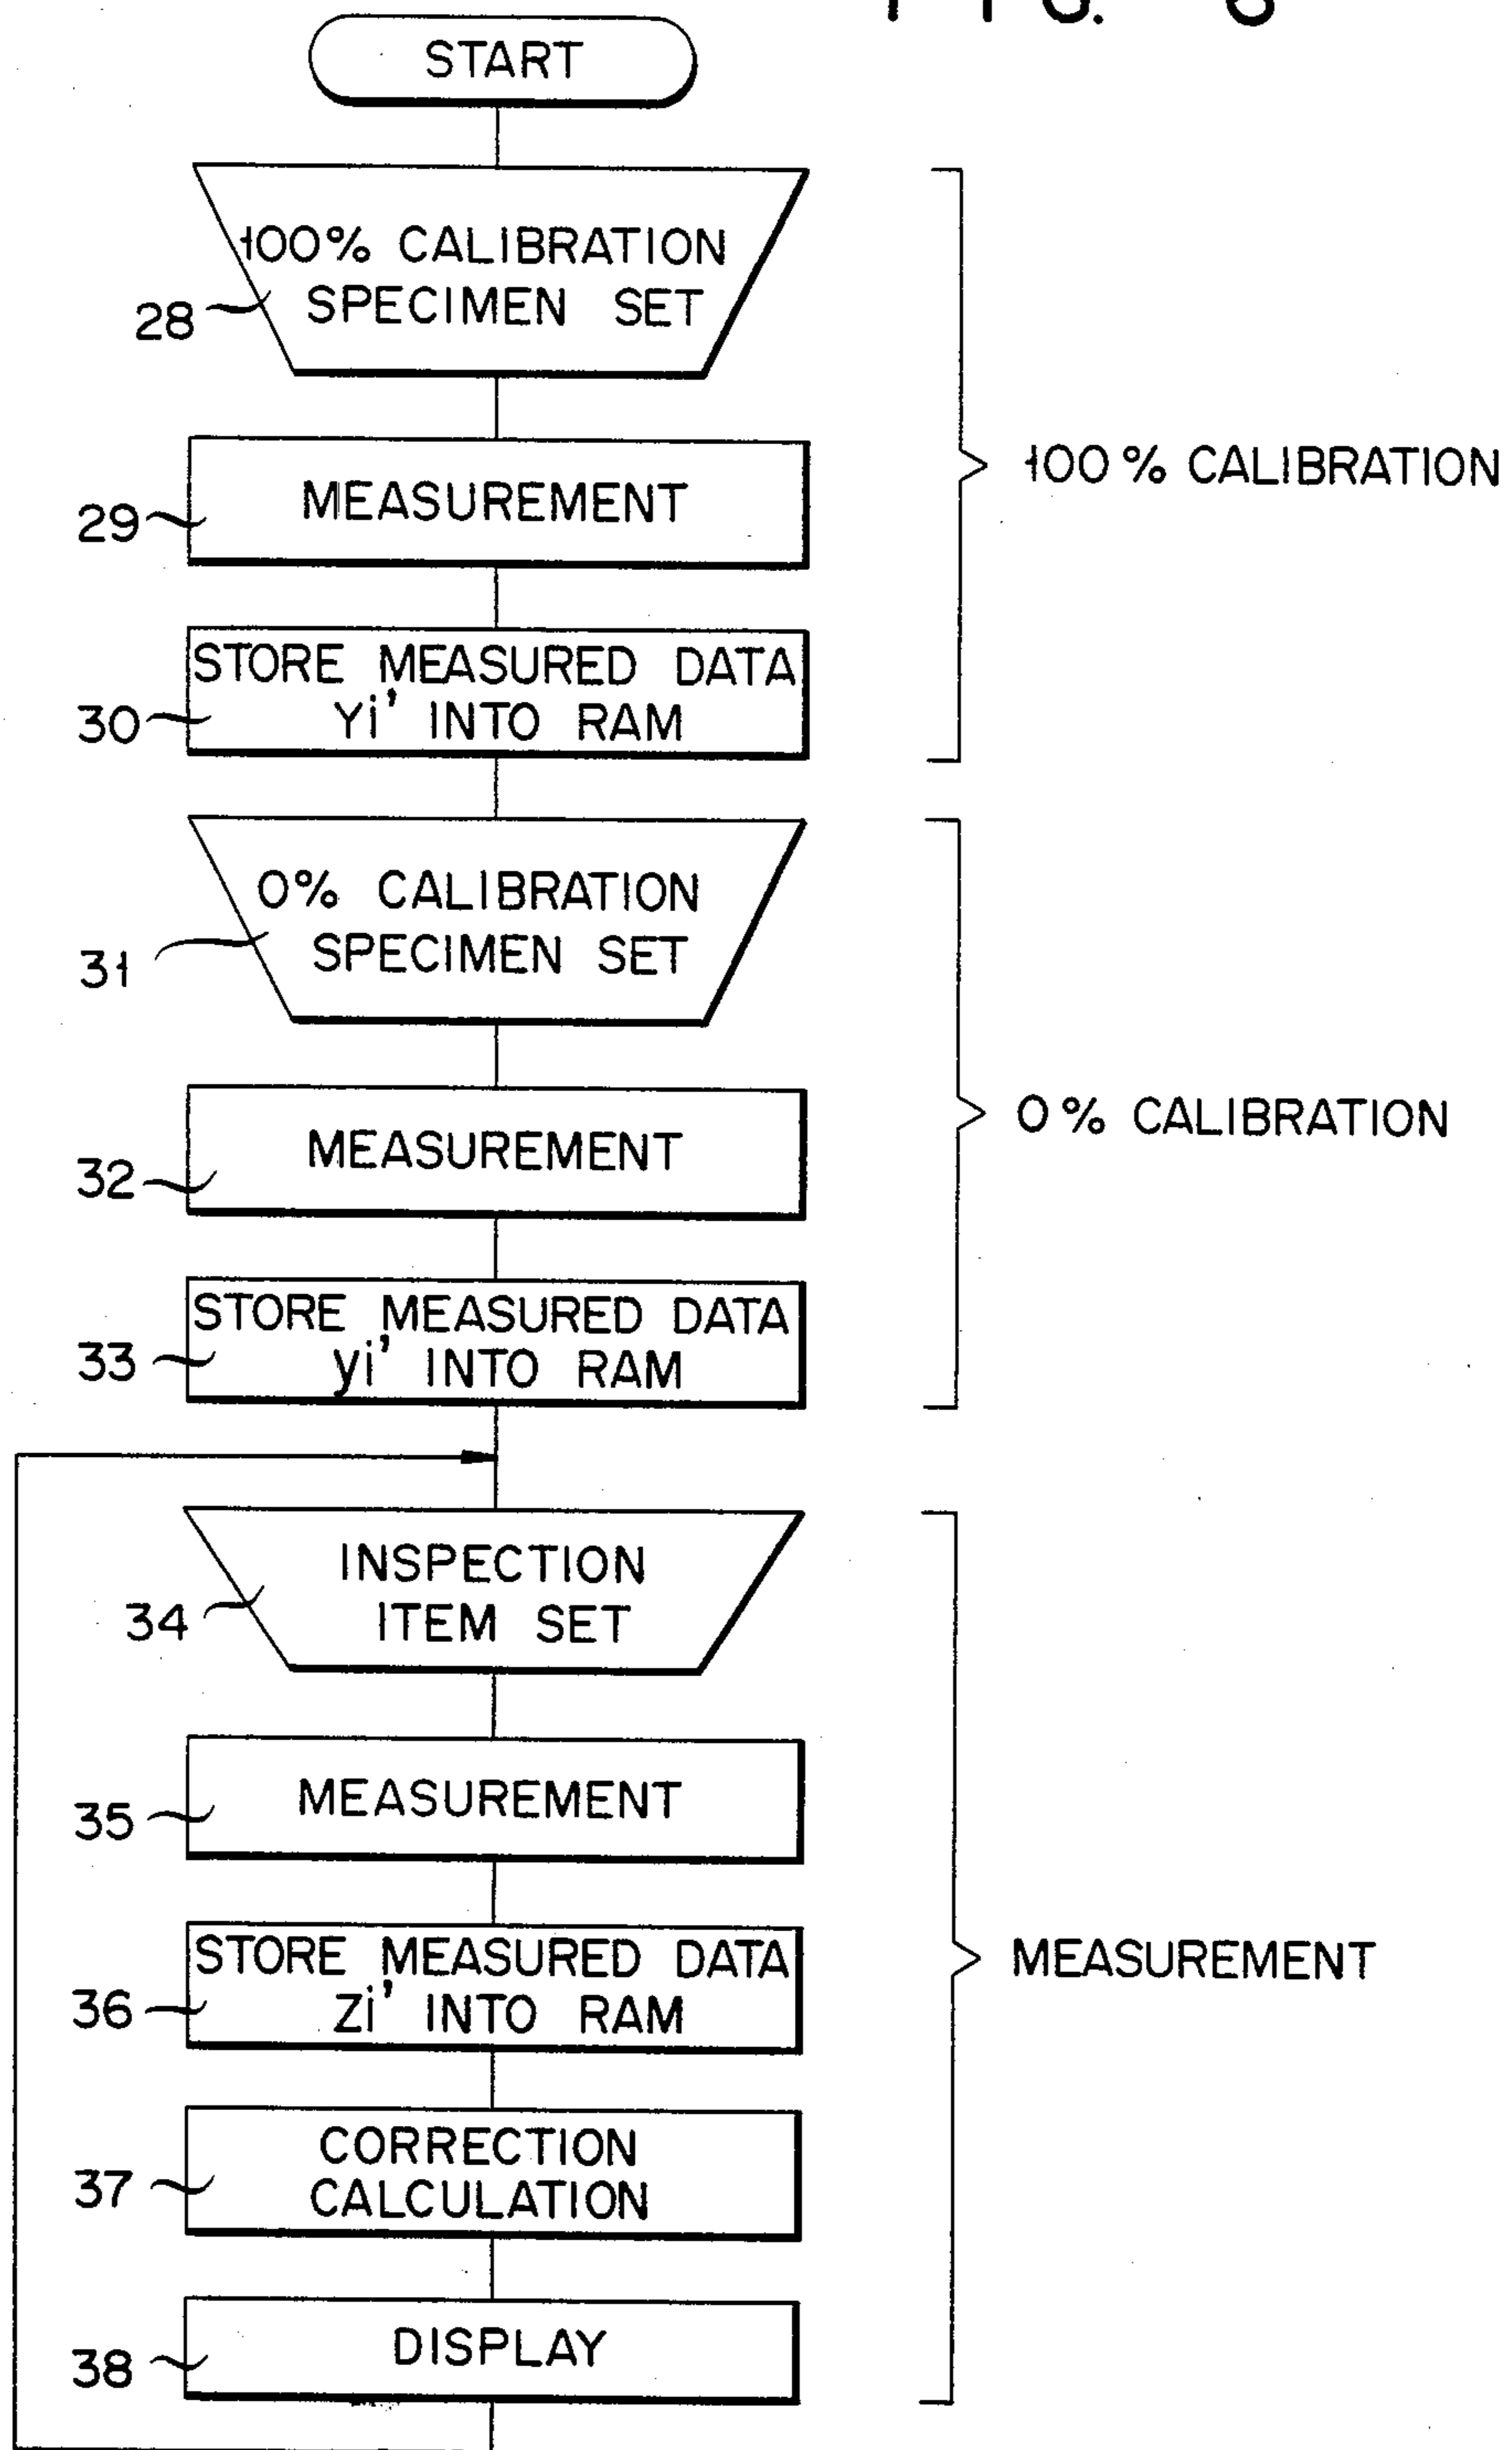 START
100% CALIBRATION
SPECIMEN SET
28
MEASUREMENT
29
100% CALIBRATION
STORE MEASURED DATA
Yi' INTO RAM
30
0% CALIBRATION
SPECIMEN SET
31
MEASUREMENT
32
0% CALIBRATION
STORE MEASURED DATA
yi' INTO RAM
33
INSPECTION
ITEM SET
34
MEASUREMENT
35
STORE MEASURED DATA
Zi' INTO RAM
36
MEASUREMENT
CORRECTION
CALCULATION
37
DISPLAY
38